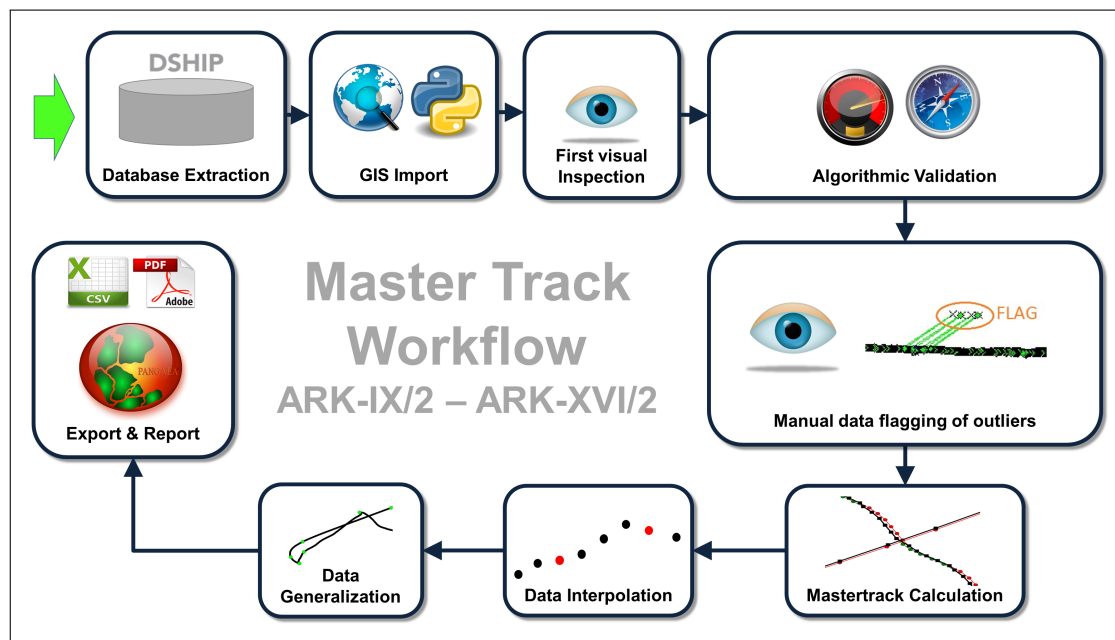 DSHIP
Database Extraction
GIS Import
First visual
Inspection
N
E
S
Algorithmic Validation
FLAG
Manual data flagging of outliers
Master Track
Workflow
ARK-IX/2 – ARK-XVI/2
X
CSV
PDF
Adobe
PANGAEA
Export & Report
Data
Generalization
Data Interpolation
Mastertrack Calculation